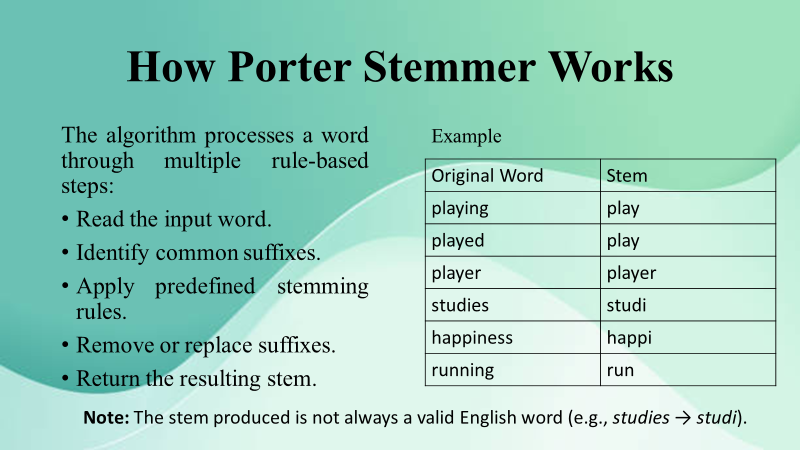 How Porter Stemmer Works
The algorithm processes a word
through multiple rule-based
steps:
• Read the input word.
• Identify common suffixes.
• Apply predefined stemming
rules.
• Remove or replace suffixes.
• Return the resulting stem.
Example
Original Word Stem
playing play
played play
player player
studies studi
happiness happi
running run
Note: The stem produced is not always a valid English word (e.g., studies → studi).